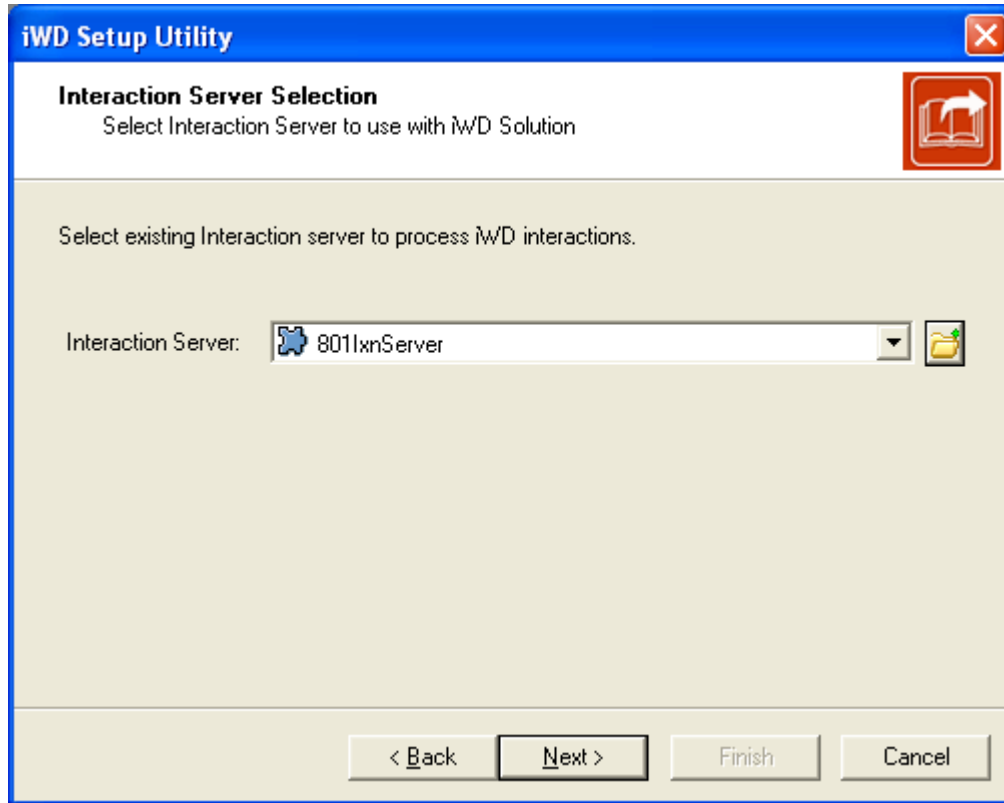 iWD Setup Utility
Interaction Server Selection
Select Interaction Server to use with iWD Solution
Select existing Interaction server to process iWD interactions.
Interaction Server: 801IxnServer
< Back Next > Finish Cancel